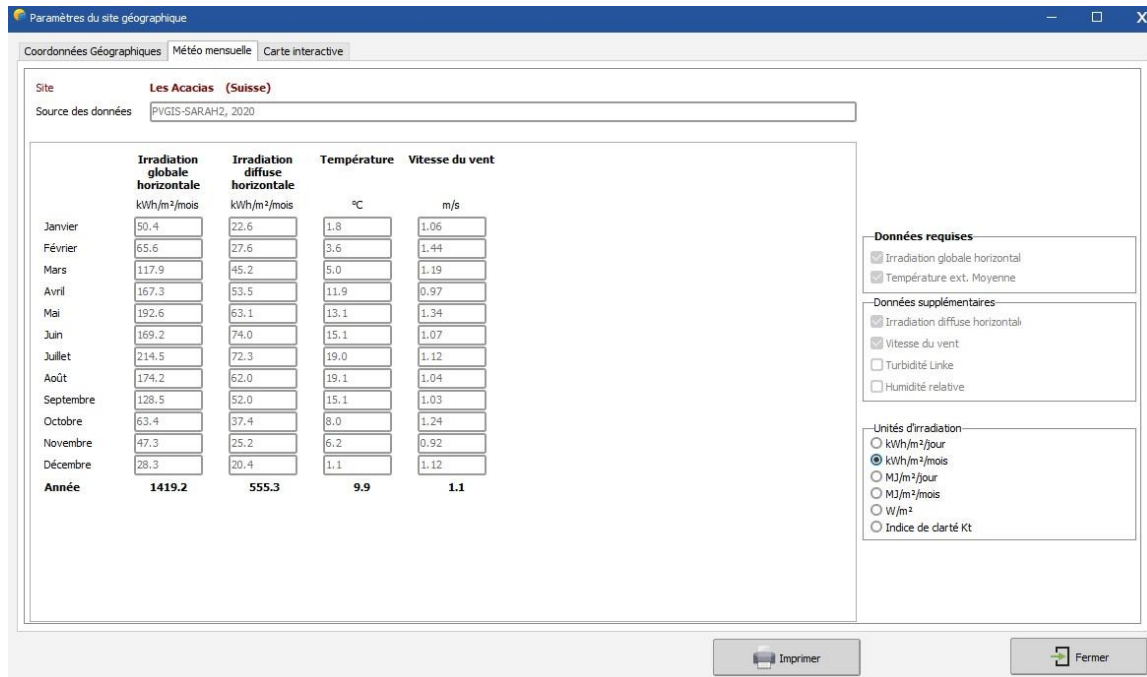 Paramètres du site géographique
Coordonnées Géographiques Météo mensuelle Carte interactive
Site Les Acacias (Suisse)
Source des données PVGIS-SARAH2, 2020
Irradiation globale horizontale Irradiation diffuse horizontale Température Vitesse du vent
kWh/m²/mois kWh/m²/mois °C m/s
Janvier 50.4 22.6 1.8 1.06
Février 65.6 27.6 3.6 1.44
Mars 117.9 45.2 5.0 1.19
Avril 167.3 53.5 11.9 0.97
Mai 192.6 63.1 13.1 1.34
Juin 169.2 74.0 15.1 1.07
Juillet 214.5 72.3 19.0 1.12
Août 174.2 62.0 19.1 1.04
Septembre 128.5 52.0 15.1 1.03
Octobre 63.4 37.4 8.0 1.24
Novembre 47.3 25.2 6.2 0.92
Décembre 28.3 20.4 1.1 1.12
Année 1419.2 555.3 9.9 1.1
Données requises
Irradiation globale horizontal
Température ext. Moyenne
Données supplémentaires
Irradiation diffuse horizontal
Vitesse du vent
Turbidité Linke
Humidité relative
Unités d'irradiation
kWh/m²/jour
kWh/m²/mois
MJ/m²/jour
MJ/m²/mois
W/m²
Indice de clarté Kt
Imprimer
Fermer